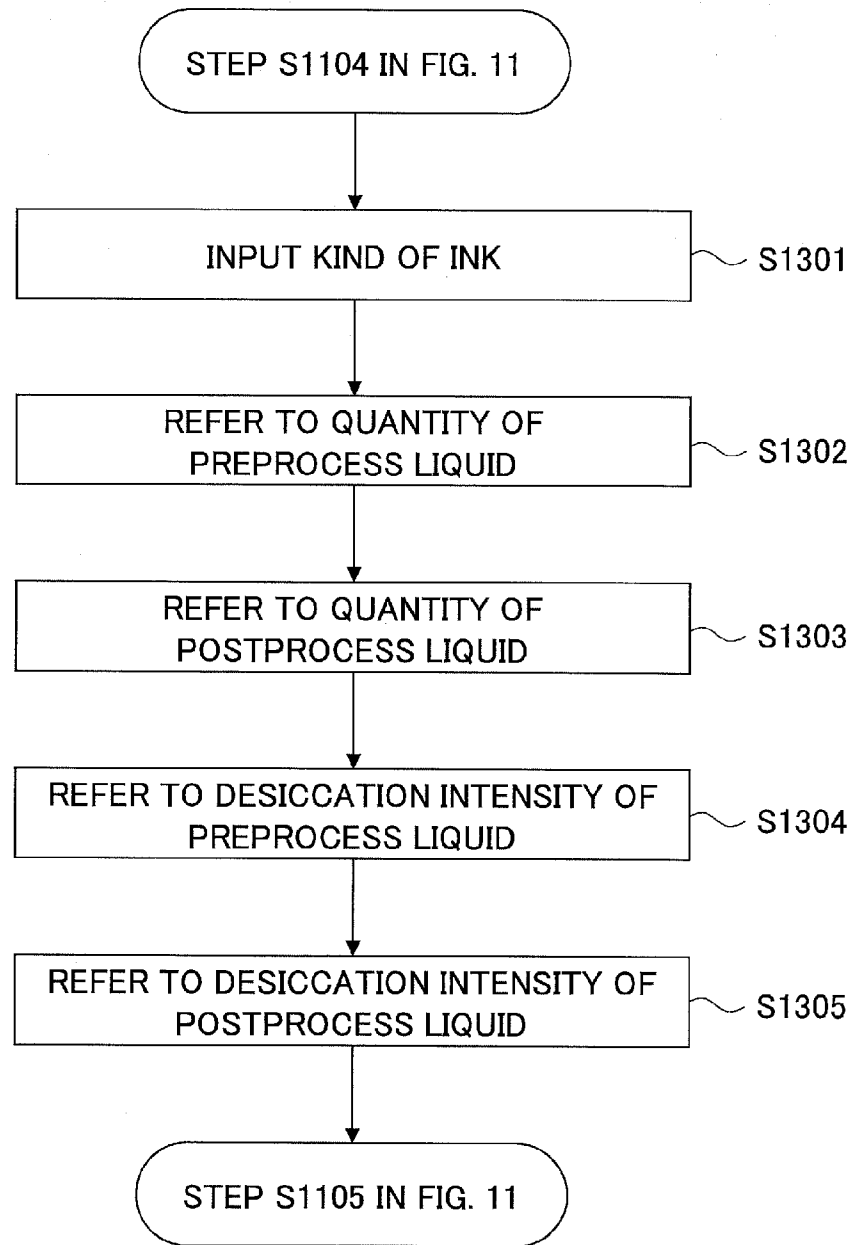 STEP S1104 IN FIG. 11
INPUT KIND OF INK
S1301
REFER TO QUANTITY OF
PREPROCESS LIQUID
S1302
REFER TO QUANTITY OF
POSTPROCESS LIQUID
S1303
REFER TO DESICCATION INTENSITY OF
PREPROCESS LIQUID
S1304
REFER TO DESICCATION INTENSITY OF
POSTPROCESS LIQUID
S1305
STEP S1105 IN FIG. 11